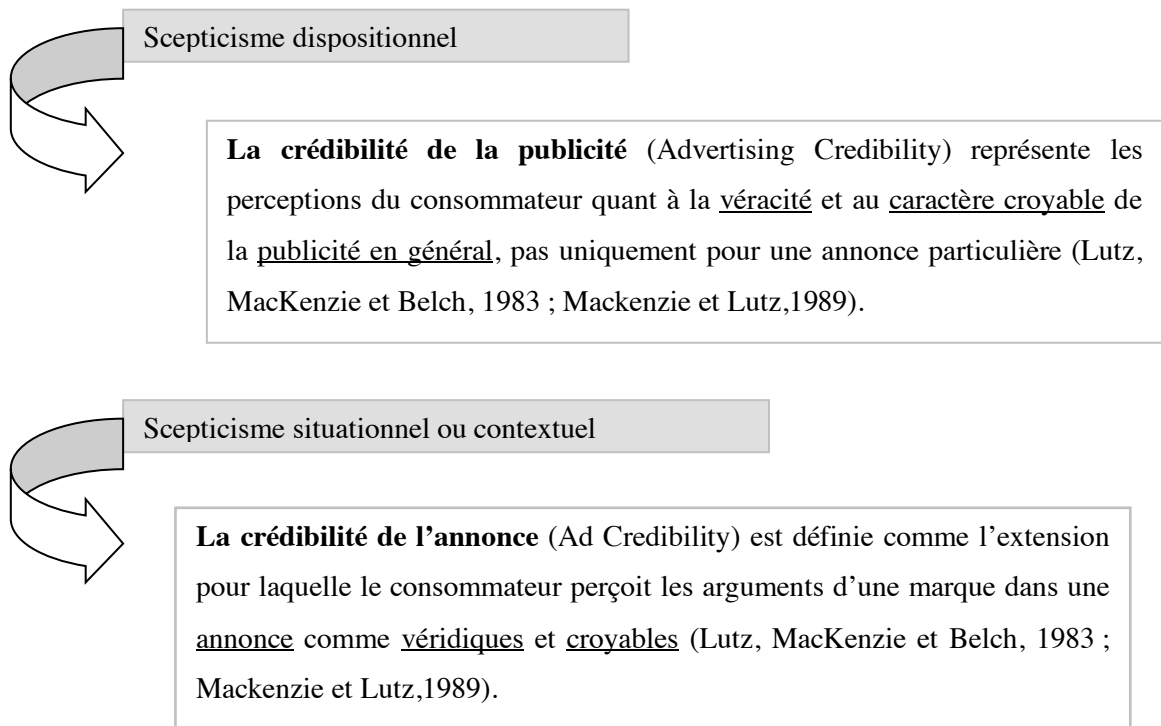 Scepticisme dispositionnel
La crédibilité de la publicité (Advertising Credibility) représente les
perceptions du consommateur quant à la véracité et au caractère croyable de
la publicité en général, pas uniquement pour une annonce particulière (Lutz,
MacKenzie et Belch, 1983 ; Mackenzie et Lutz,1989).
Scepticisme situationnel ou contextuel
La crédibilité de l’annonce (Ad Credibility) est définie comme l’extension
pour laquelle le consommateur perçoit les arguments d’une marque dans une
annonce comme véridiques et croyables (Lutz, MacKenzie et Belch, 1983 ;
Mackenzie et Lutz,1989).